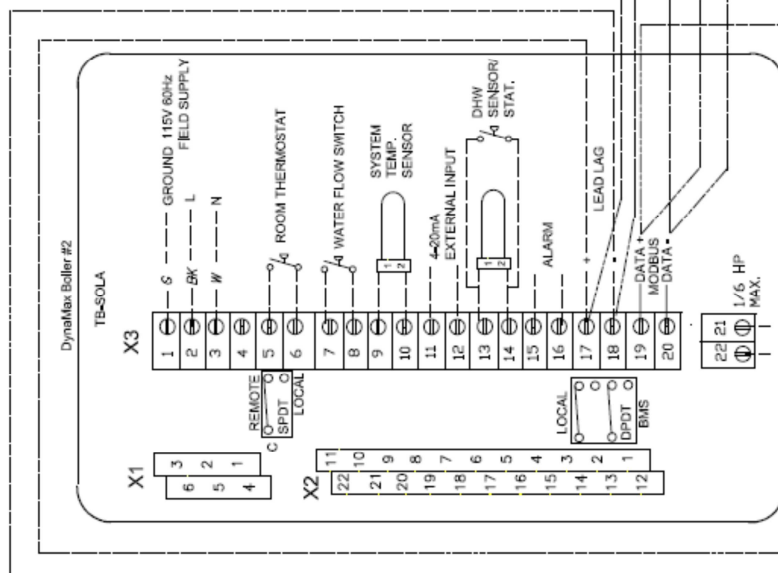 DynaMax Boiler #2
TB-SOLA
X3
G GROUND 115V 60Hz
FIELD SUPPLY
BK L
W N
ROOM THERMOSTAT
WATER FLOW SWITCH
SYSTEM
TEMP.
SENSOR
1
2
4-20mA
EXTERNAL INPUT
DHW
SENSOR/
STAT.
1
2
ALARM
LEAD LAG
+
-
DATA +
MODBUS
DATA -
1/6 HP
MAX.
1 2 3 4 5 6 7 8 9 10 11 12 13 14 15 16 17 18 19 20
22 21
REMOTE
SPDT
LOCAL
C
LOCAL
DPDT
BMS
X1
3 2 1
6 5 4
X2
11 10 9 8 7 6 5 4 3 2 1
22 21 20 19 18 17 16 15 14 13 12